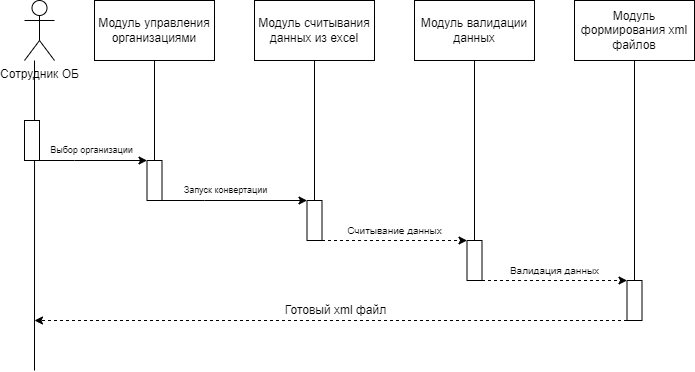 Модуль управления
организациями
Модуль считывания
данных из excel
Модуль валидации
данных
Модуль
формирования xml
файлов
Сотрудник ОБ
Выбор организации
Запуск конвертации
Считывание данных
Валидация данных
Готовый xml файл